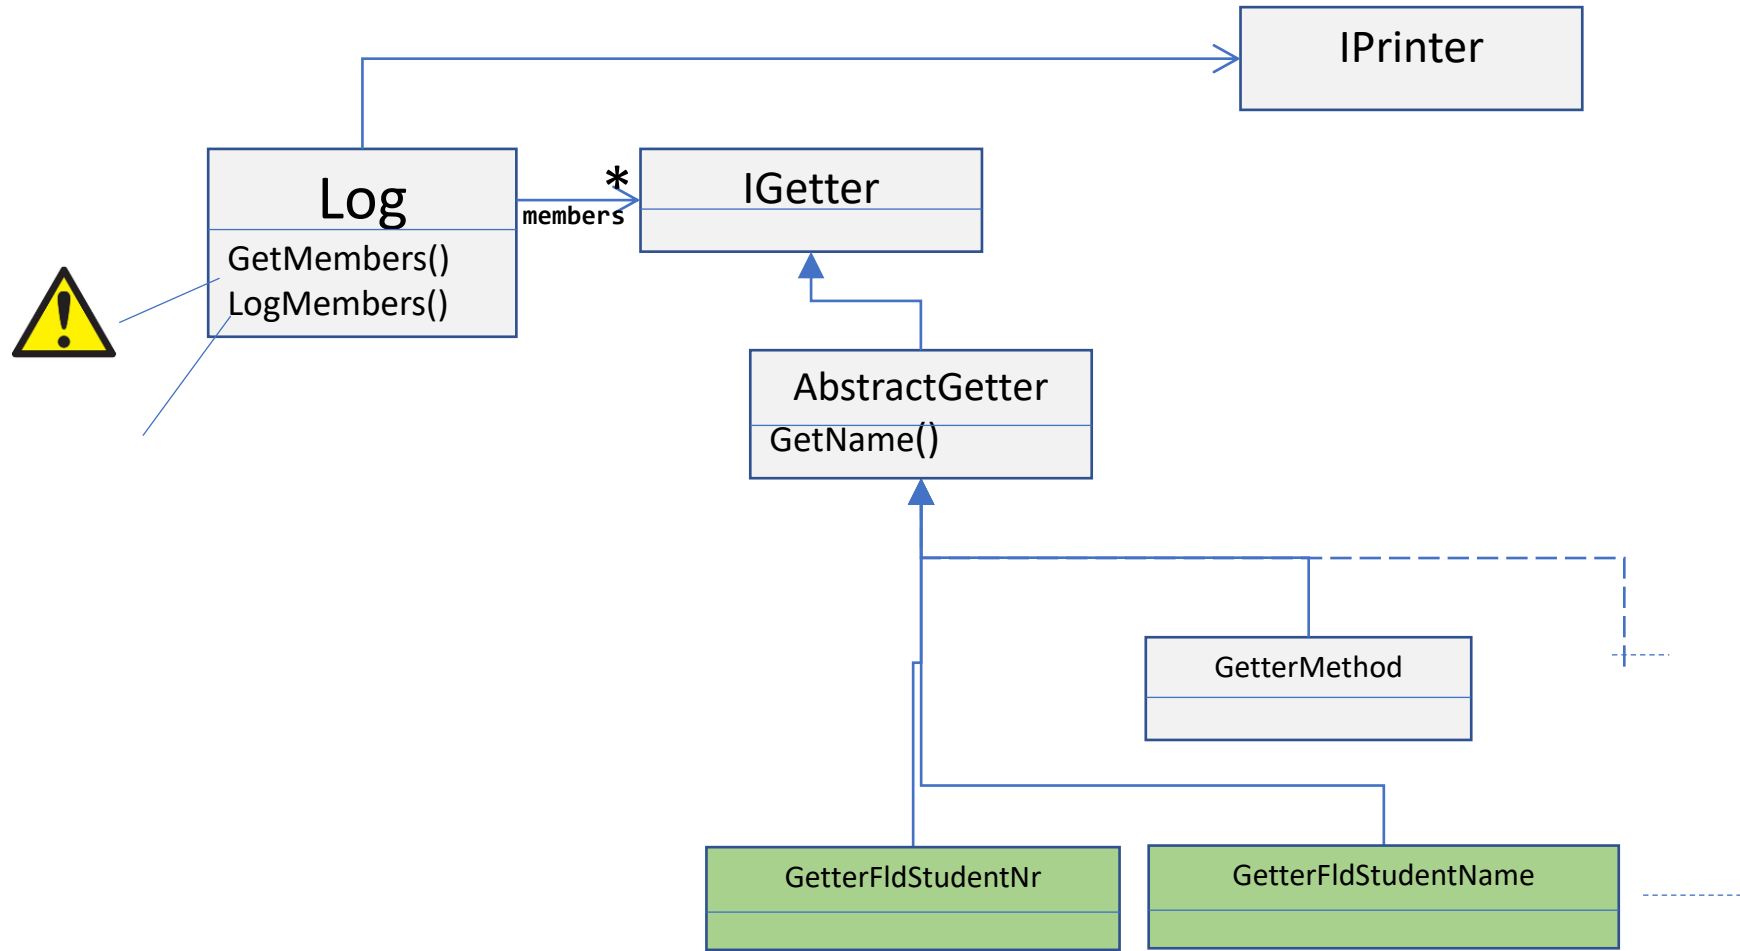 IPrinter
Log
*
members
IGetter
GetMembers()
LogMembers()
AbstractGetter
GetName()
GetterMethod
GetterFldStudentNr
GetterFldStudentName